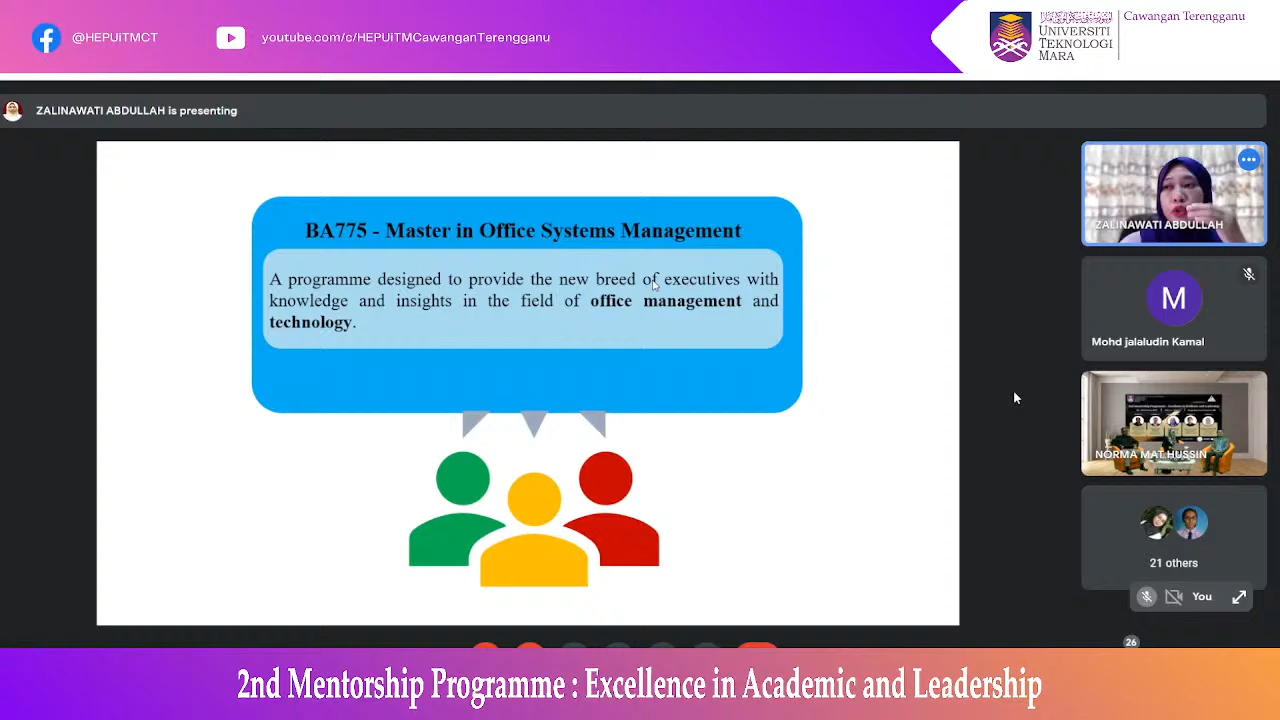 @HEPUiTMCT
youtube.com/c/HEPUiTMCawanganTerengganu
UNIVERSITI
TEKNOLOGI
MARA
Cawangan Terengganu
ZALINAWATI ABDULLAH is presenting
BA775 - Master in Office Systems Management
A programme designed to provide the new breed of executives with
knowledge and insights in the field of office management and
technology.
ZALINAWATI ABDULLAH
M
Mohd jalaludin Kamal
NORMA MAT HUSSIN
21 others
You
26
2nd Mentorship Programme : Excellence in Academic and Leadership